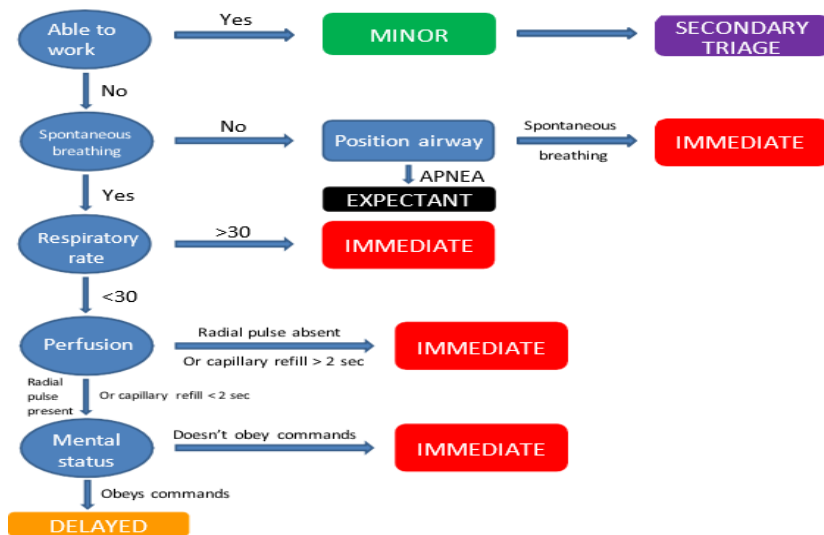 Able to
work
Yes
MINOR
SECONDARY
TRIAGE
No
Spontaneous
breathing
No
Position airway
Spontaneous
breathing
IMMEDIATE
APNEA
EXPECTANT
Yes
Respiratory
rate
>30
IMMEDIATE
<30
Perfusion
Radial pulse absent
Or capillary refill > 2 sec
IMMEDIATE
Radial
pulse
present
Or capillary refill < 2 sec
Mental
status
Doesn't obey commands
IMMEDIATE
Obeys commands
DELAYED